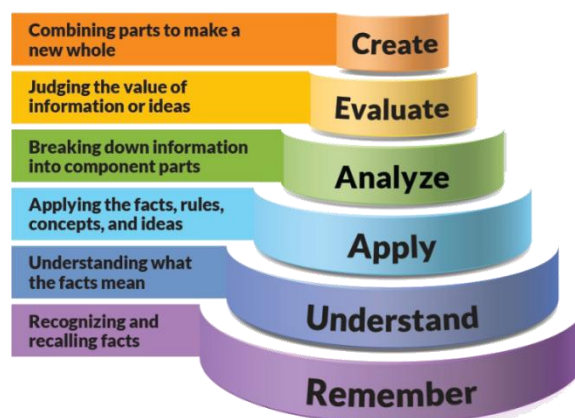 Combining parts to make a
new whole
Create
Judging the value of
information or ideas
Evaluate
Breaking down information
into component parts
Analyze
Applying the facts, rules,
concepts, and ideas
Apply
Understanding what
the facts mean
Understand
Recognizing and
recalling facts
Remember